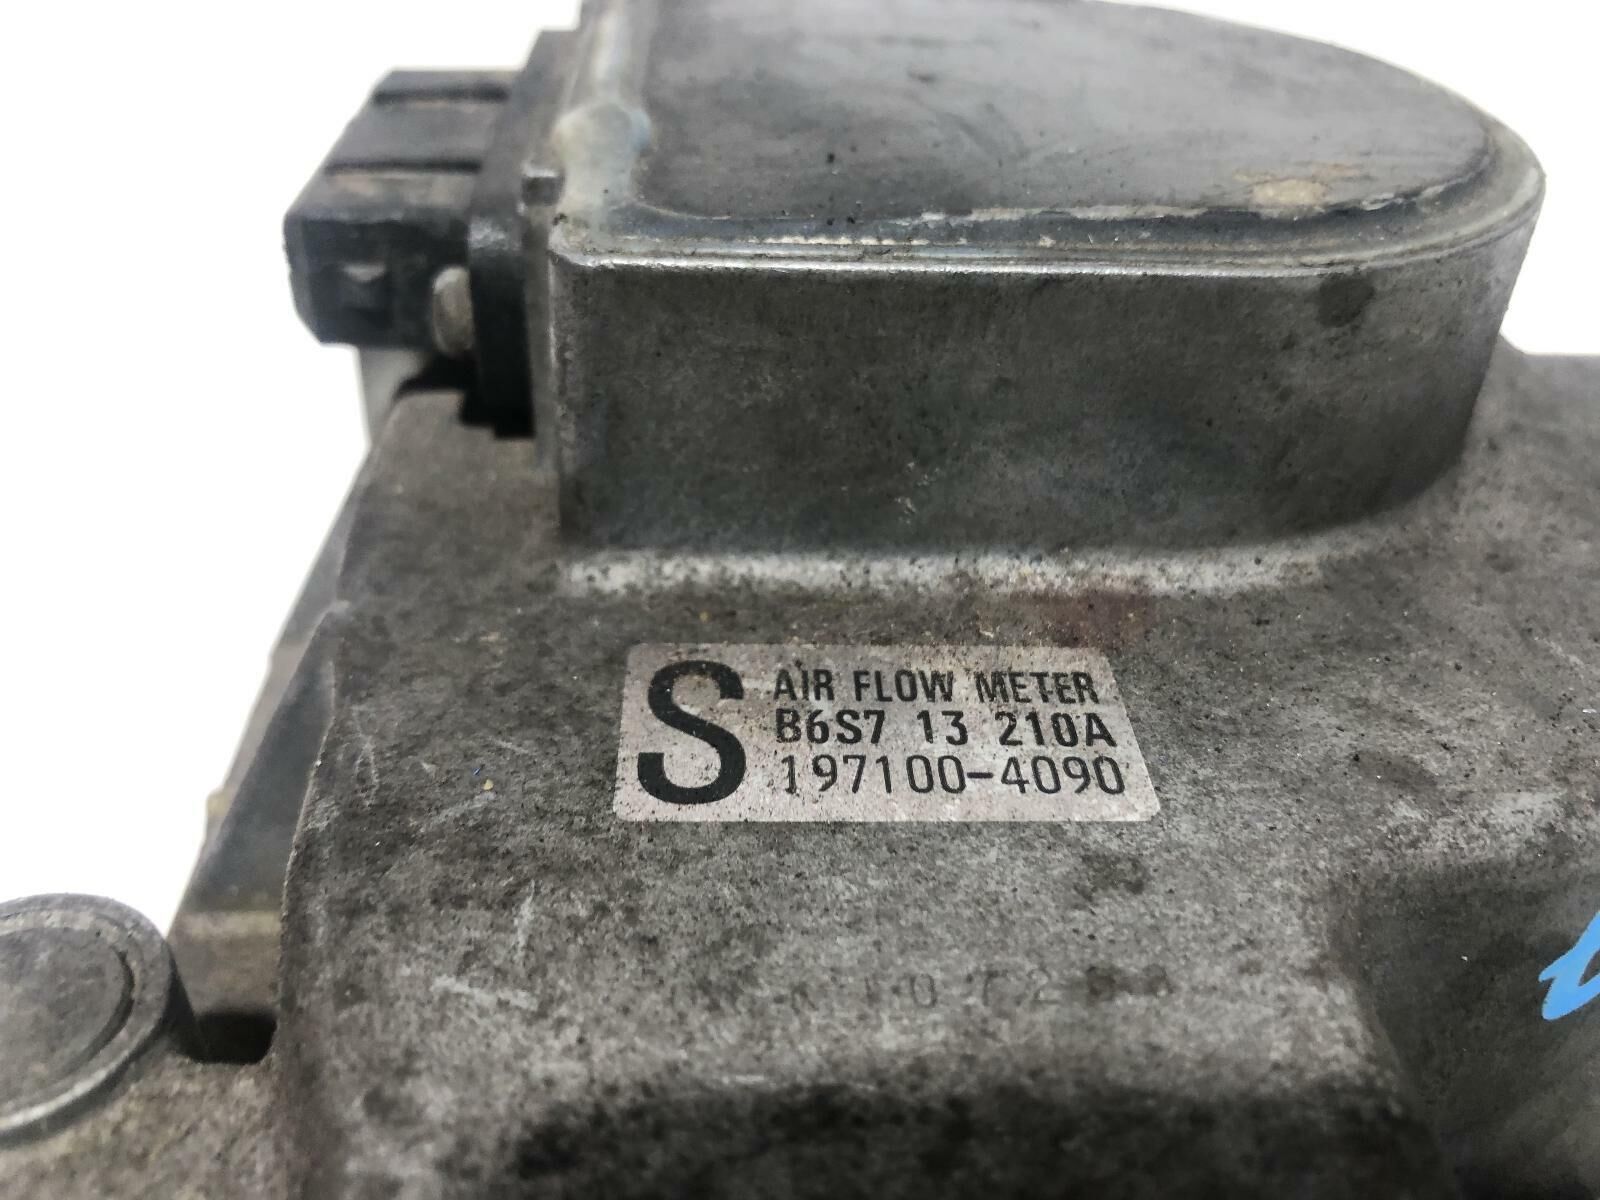 S
AIR FLOW METER
B6S7 13 210A
197100-4090